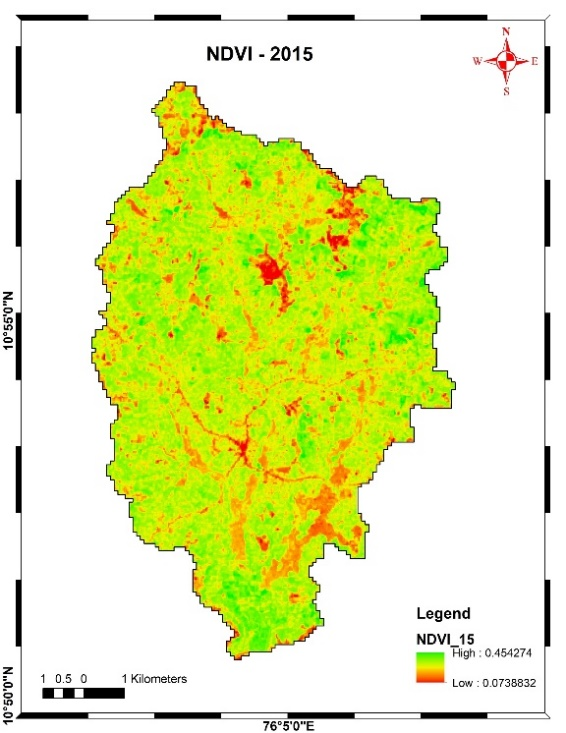 NDVI - 2015
N
W E
S
10°55'0"N
Legend
NDVI_15
High : 0.454274
Low : 0.0738832
1 0.5 0 1 Kilometers
10°50'0"N
76°5'0"E